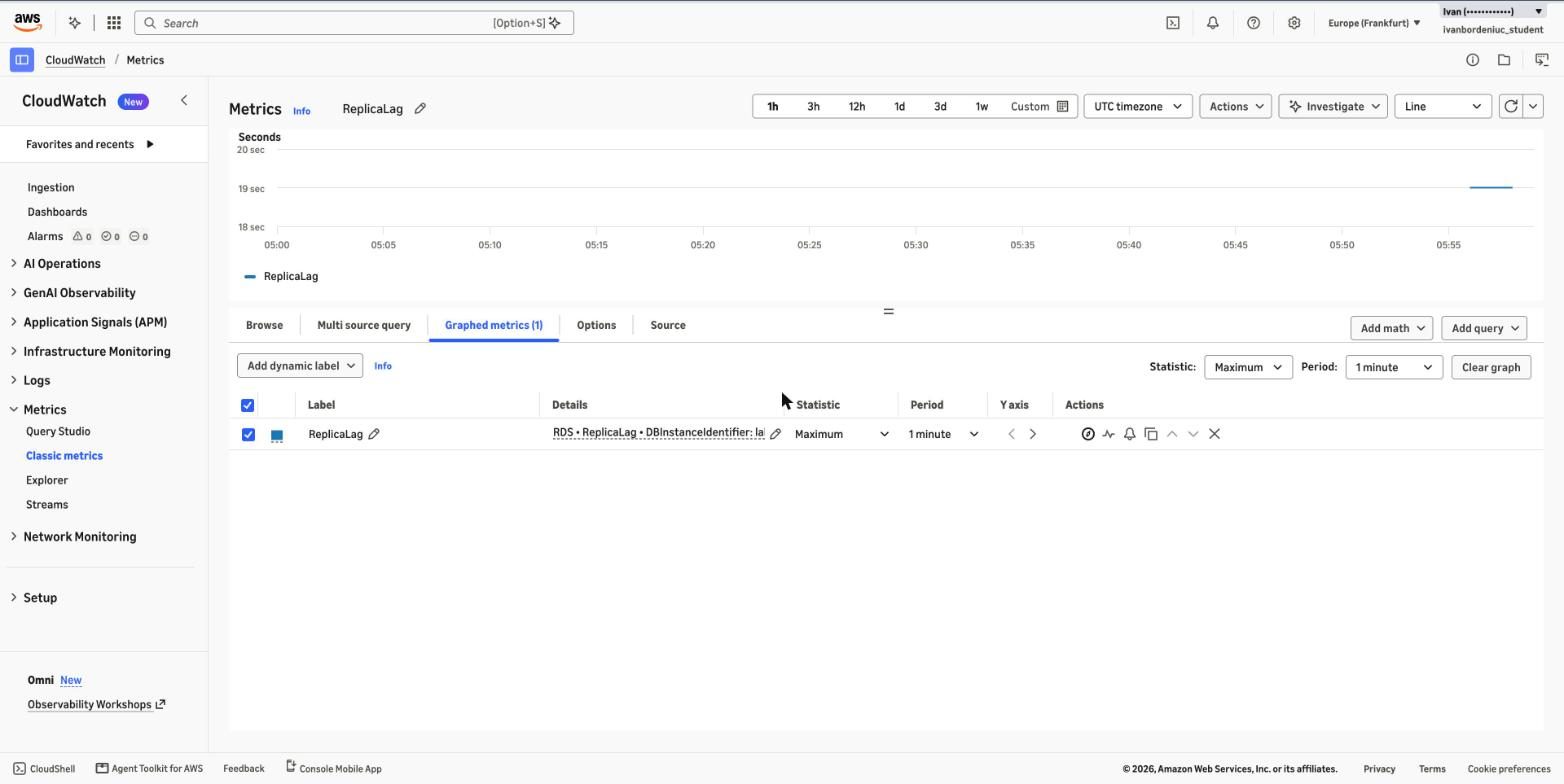 aws
Search [Option+S]
Europe (Frankfurt)
Ivan (••••••••••••)
ivanbordeniuc_student
CloudWatch / Metrics
CloudWatch New
Favorites and recents
Ingestion
Dashboards
Alarms 0 0 0
AI Operations
GenAI Observability
Application Signals (APM)
Infrastructure Monitoring
Logs
Metrics
Query Studio
Classic metrics
Explorer
Streams
Network Monitoring
Setup
Omni New
Observability Workshops
Metrics Info ReplicaLag
1h 3h 12h 1d 3d 1w Custom UTC timezone Actions Investigate Line
Seconds
20 sec
19 sec
18 sec
05:00 05:05 05:10 05:15 05:20 05:25 05:30 05:35 05:40 05:45 05:50 05:55
ReplicaLag
Browse Multi source query Graphed metrics (1) Options Source Add math Add query
Add dynamic label Info Statistic: Maximum Period: 1 minute Clear graph
Label Details Statistic Period Y axis Actions
ReplicaLag RDS • ReplicaLag • DBInstanceIdentifier: la Maximum 1 minute
CloudShell Agent Toolkit for AWS Feedback Console Mobile App © 2026, Amazon Web Services, Inc. or its affiliates. Privacy Terms Cookie preferences